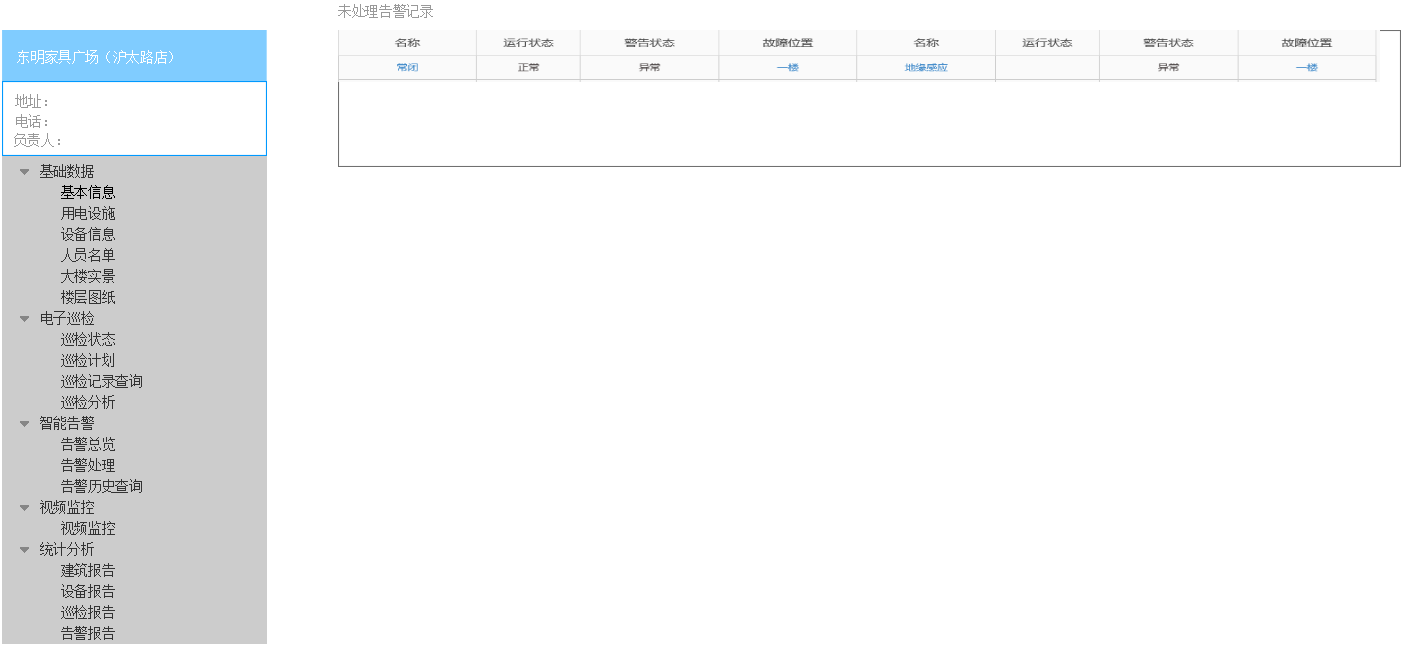 未处理告警记录
名称 运行状态 警告状态 故障位置 名称 运行状态 警告状态 故障位置
常闭 正常 异常 一楼 地缘感应 异常 一楼
东明家具广场（沪太路店）
地址：
电话：
负责人：
基础数据
基本信息
用电设施
设备信息
人员名单
大楼实景
楼层图纸
电子巡检
巡检状态
巡检计划
巡检记录查询
巡检分析
智能告警
告警总览
告警处理
告警历史查询
视频监控
视频监控
统计分析
建筑报告
设备报告
巡检报告
告警报告